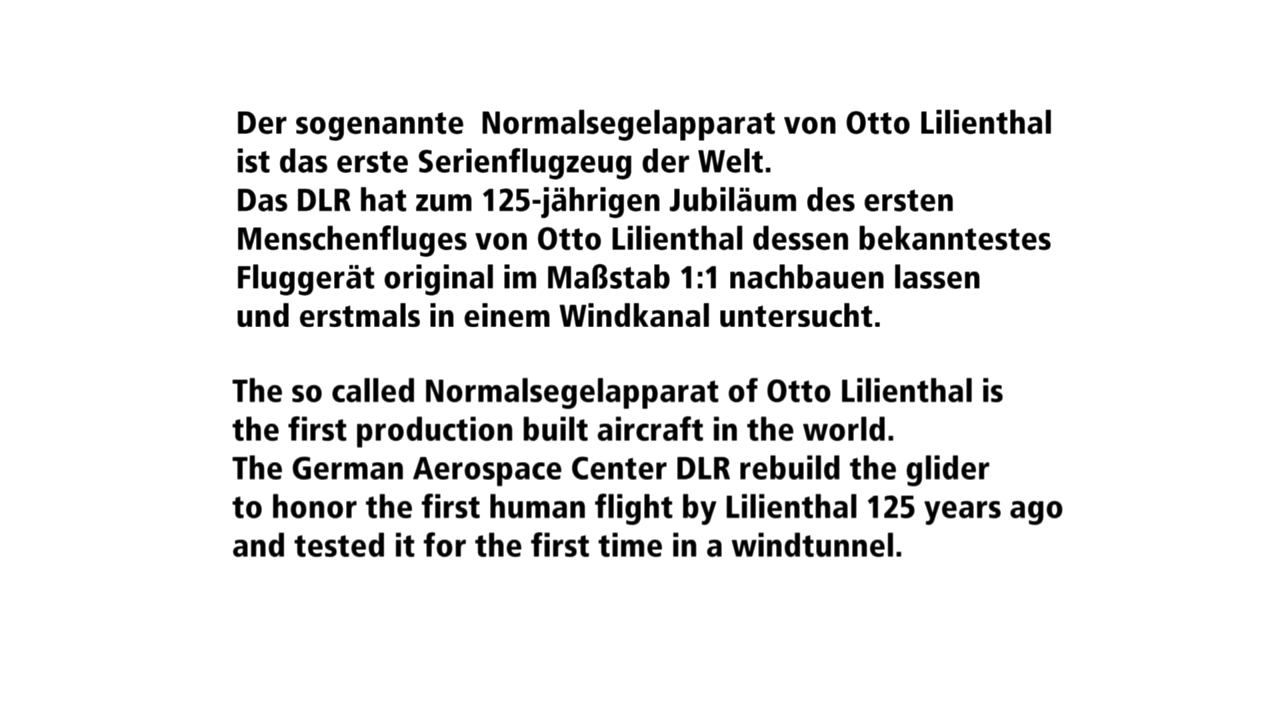 Der sogenannte  Normalsegelapparat von Otto Lilienthal
ist das erste Serienflugzeug der Welt.
Das DLR hat zum 125-jährigen Jubiläum des ersten
Menschenfluges von Otto Lilienthal dessen bekanntestes
Fluggerät original im Maßstab 1:1 nachbauen lassen
und erstmals in einem Windkanal untersucht.
The so called Normalsegelapparat of Otto Lilienthal is
the first production built aircraft in the world.
The German Aerospace Center DLR rebuild the glider
to honor the first human flight by Lilienthal 125 years ago
and tested it for the first time in a windtunnel.